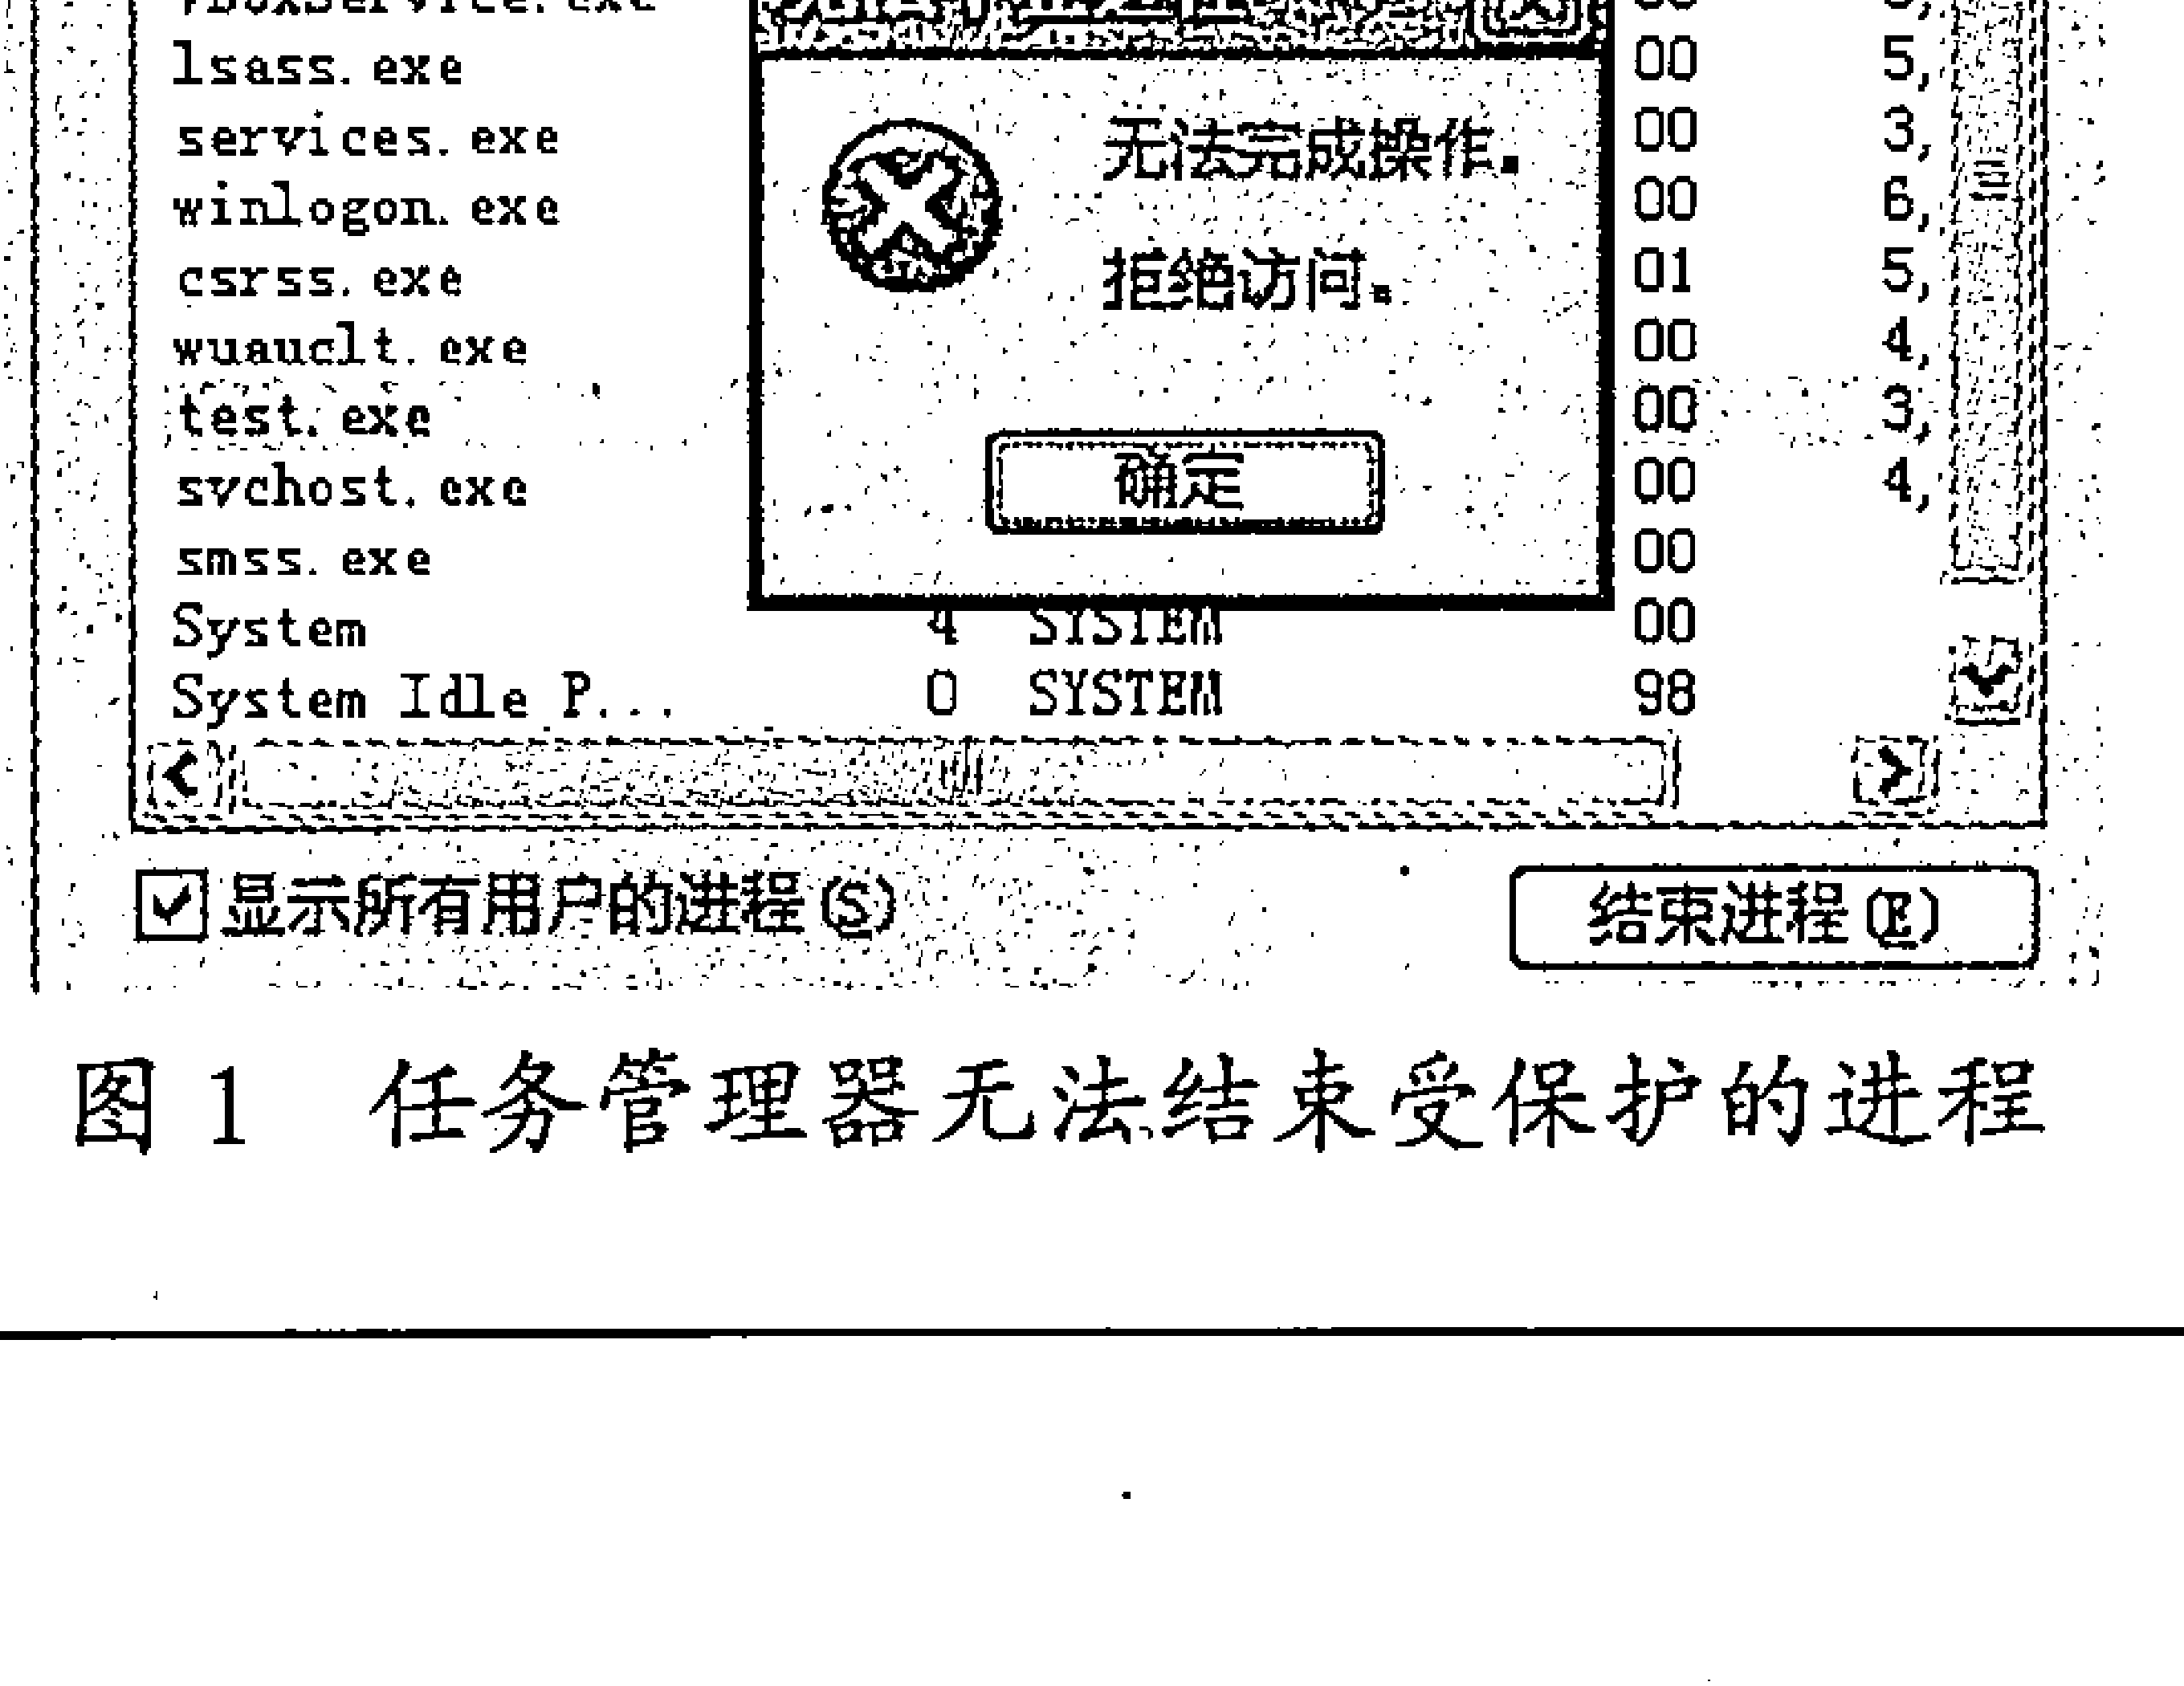 lsass.exe 00 5,
services.exe 无法完成操作。 00 3,
winlogon.exe 00 6,
csrss.exe 拒绝访问。 01 5,
wuauclt.exe 00 4,
test.exe 00 3,
svchost.exe 确定 00 4,
smss.exe 00
System 4 SYSTEM 00
System Idle P... 0 SYSTEM 98
显示所有用户的进程(S) 结束进程(E)
图1 任务管理器无法结束受保护的进程